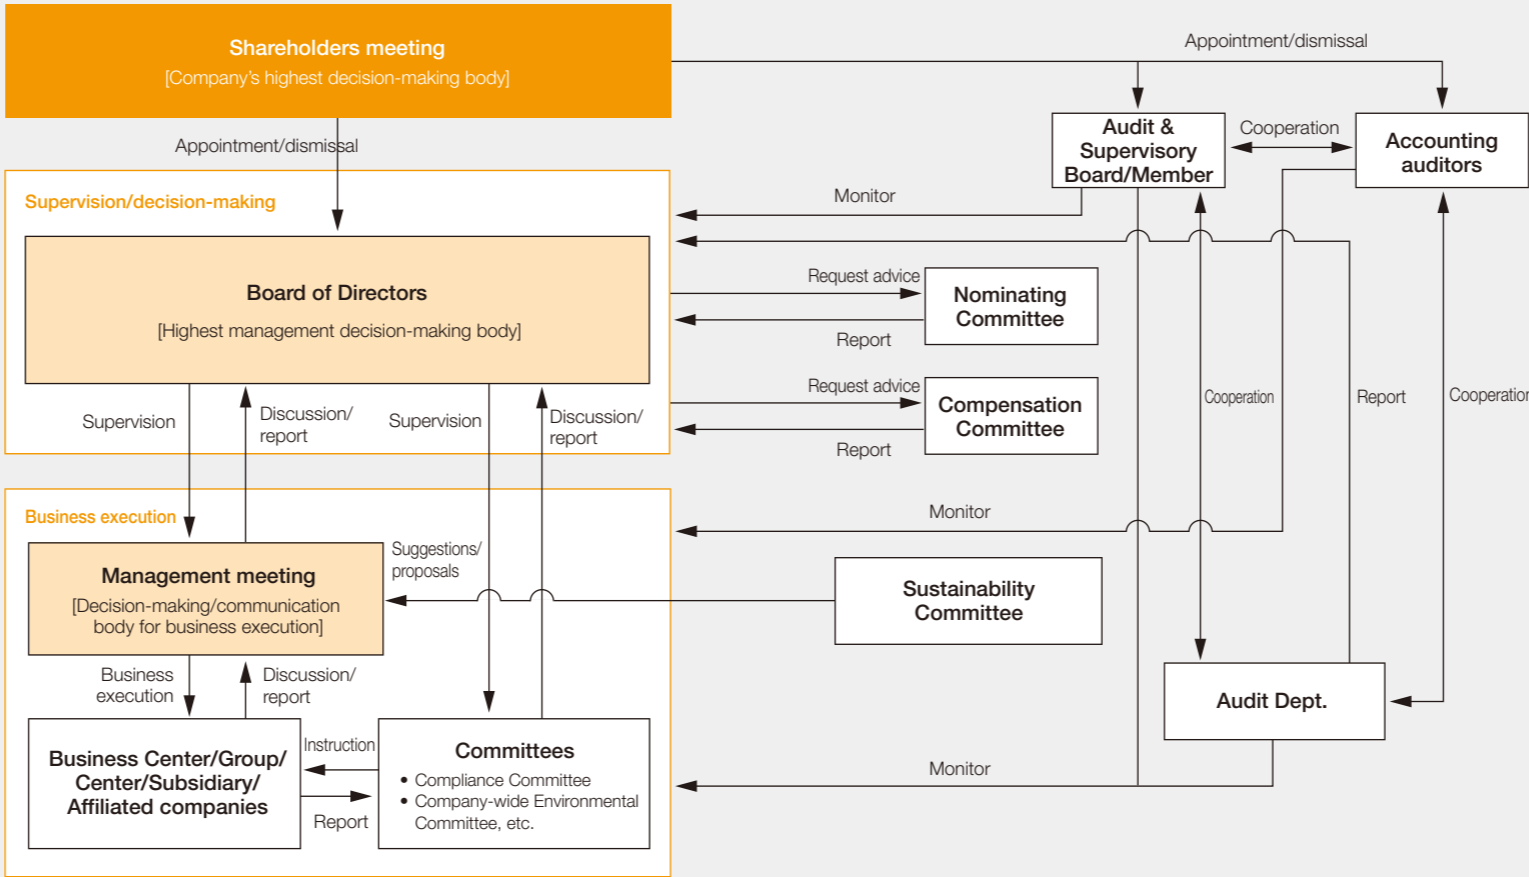 Shareholders meeting
[Company’s highest decision-making body]
Appointment/dismissal
Appointment/dismissal
Audit &
Supervisory
Board/Member
Cooperation
Accounting
auditors
Supervision/decision-making
Monitor
Board of Directors
[Highest management decision-making body]
Request advice
Nominating
Committee
Report
Request advice
Compensation
Committee
Report
Cooperation
Report
Cooperation
Supervision
Discussion/
report
Supervision
Discussion/
report
Business execution
Monitor
Management meeting
[Decision-making/communication
body for business execution]
Suggestions/
proposals
Sustainability
Committee
Business
execution
Discussion/
report
Audit Dept.
Business Center/Group/
Center/Subsidiary/
Affiliated companies
Instruction
Report
Committees
• Compliance Committee
• Company-wide Environmental
Committee, etc.
Monitor